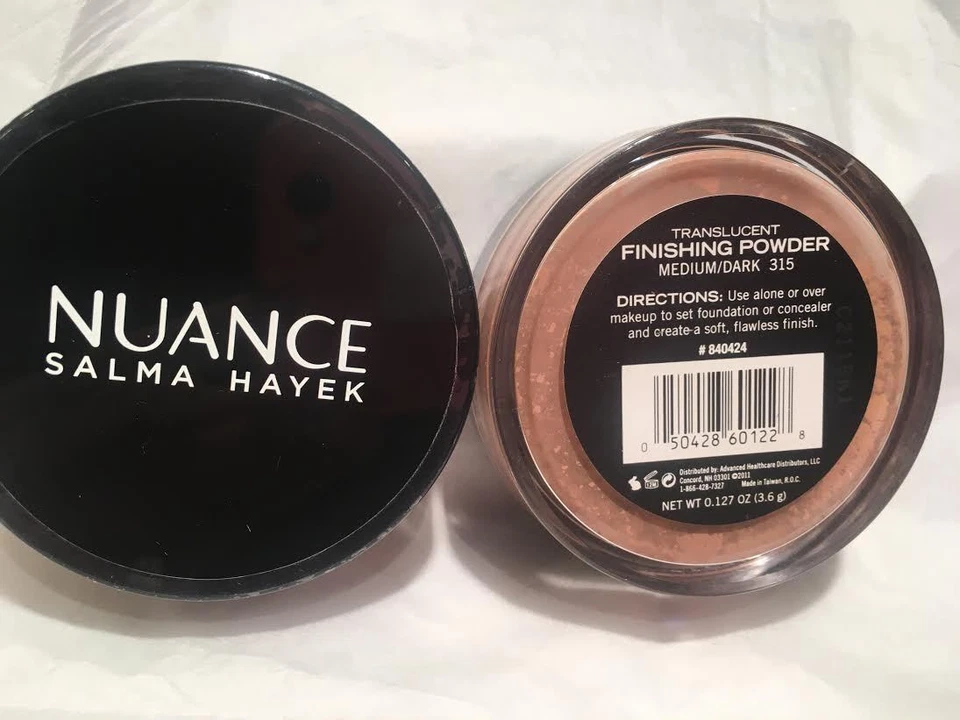 NUANCE
SALMA HAYEK
TRANSLUCENT
FINISHING POWDER
MEDIUM/DARK 315
DIRECTIONS: Use alone or over
makeup to set foundation or concealer
and create a soft, flawless finish.
# 840424
0 50428 60122 8
12M
Distributed by: Advanced Healthcare Distributors, LLC
Concord, NH 03301 ©2011
1-866-428-7327 Made in Taiwan, R.O.C.
NET WT 0.127 OZ (3.6 g)